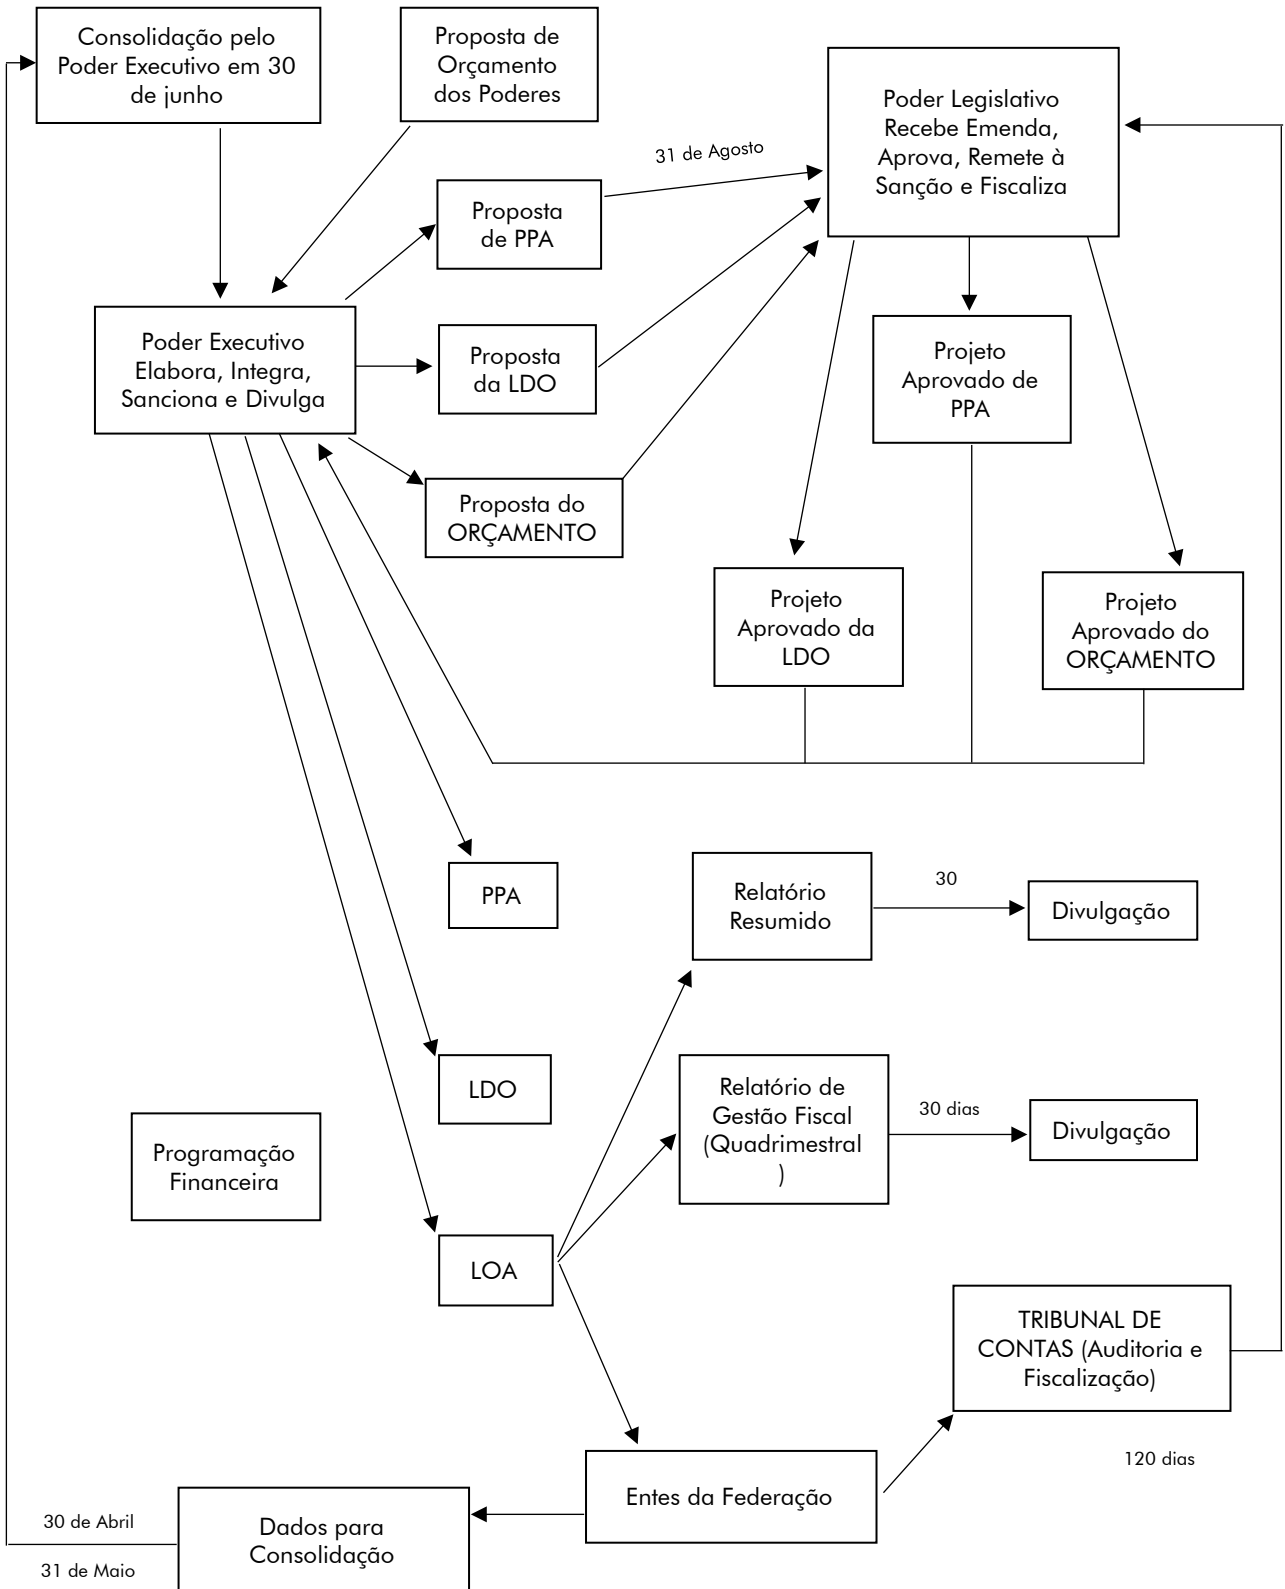 Consolidação pelo
Poder Executivo em 30
de junho
Proposta de
Orçamento
dos Poderes
Poder Legislativo
Recebe Emenda,
Aprova, Remete à
Sanção e Fiscaliza
31 de Agosto
Proposta
de PPA
Poder Executivo
Elabora, Integra,
Sanciona e Divulga
Proposta
da LDO
Projeto
Aprovado de
PPA
Proposta do
ORÇAMENTO
Projeto
Aprovado da
LDO
Projeto
Aprovado do
ORÇAMENTO
PPA
Relatório
Resumido
30
Divulgação
LDO
Relatório de
Gestão Fiscal
(Quadrimestral
)
30 dias
Divulgação
Programação
Financeira
LOA
TRIBUNAL DE
CONTAS (Auditoria e
Fiscalização)
120 dias
Entes da Federação
30 de Abril
31 de Maio
Dados para
Consolidação